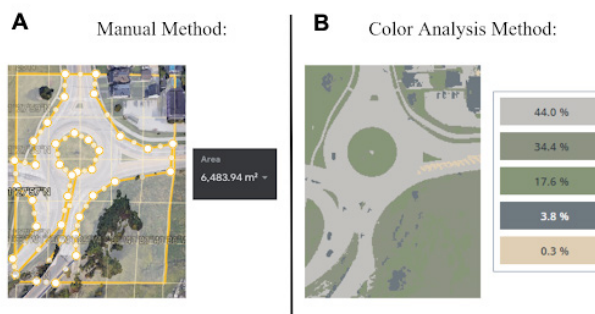 A
Manual Method:
Area
6,483.94 m²
B
Color Analysis Method:
44.0 %
34.4 %
17.6 %
3.8 %
0.3 %